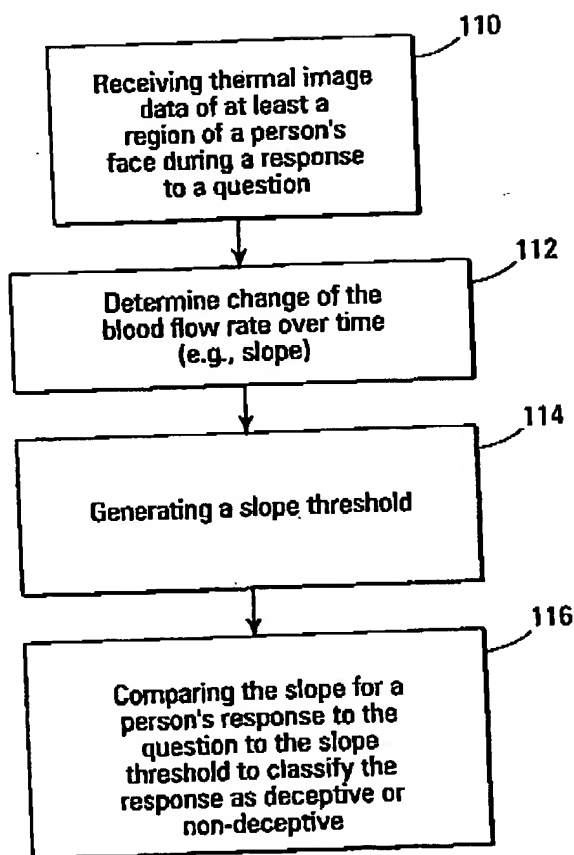 110
Receiving thermal image
data of at least a
region of a person's
face during a response
to a question
112
Determine change of the
blood flow rate over time
(e.g., slope)
114
Generating a slope threshold
116
Comparing the slope for a
person's response to the
question to the slope
threshold to classify the
response as deceptive or
non-deceptive